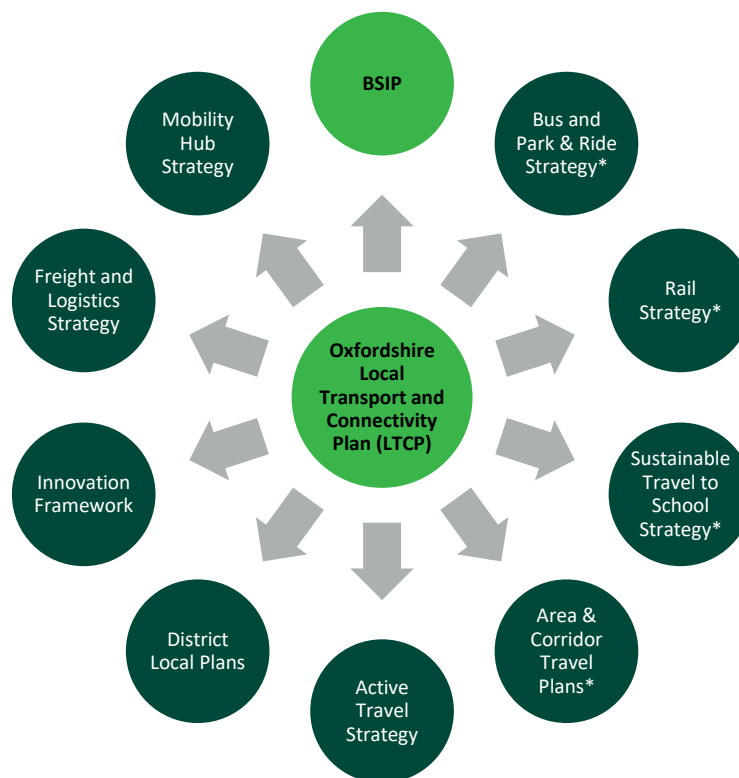 BSIP
Bus and
Park & Ride
Strategy*
Rail
Strategy*
Sustainable
Travel to
School
Strategy*
Area &
Corridor
Travel
Plans*
Active
Travel
Strategy
District
Local Plans
Innovation
Framework
Freight and
Logistics
Strategy
Mobility
Hub
Strategy
Oxfordshire
Local
Transport and
Connectivity
Plan (LTCP)